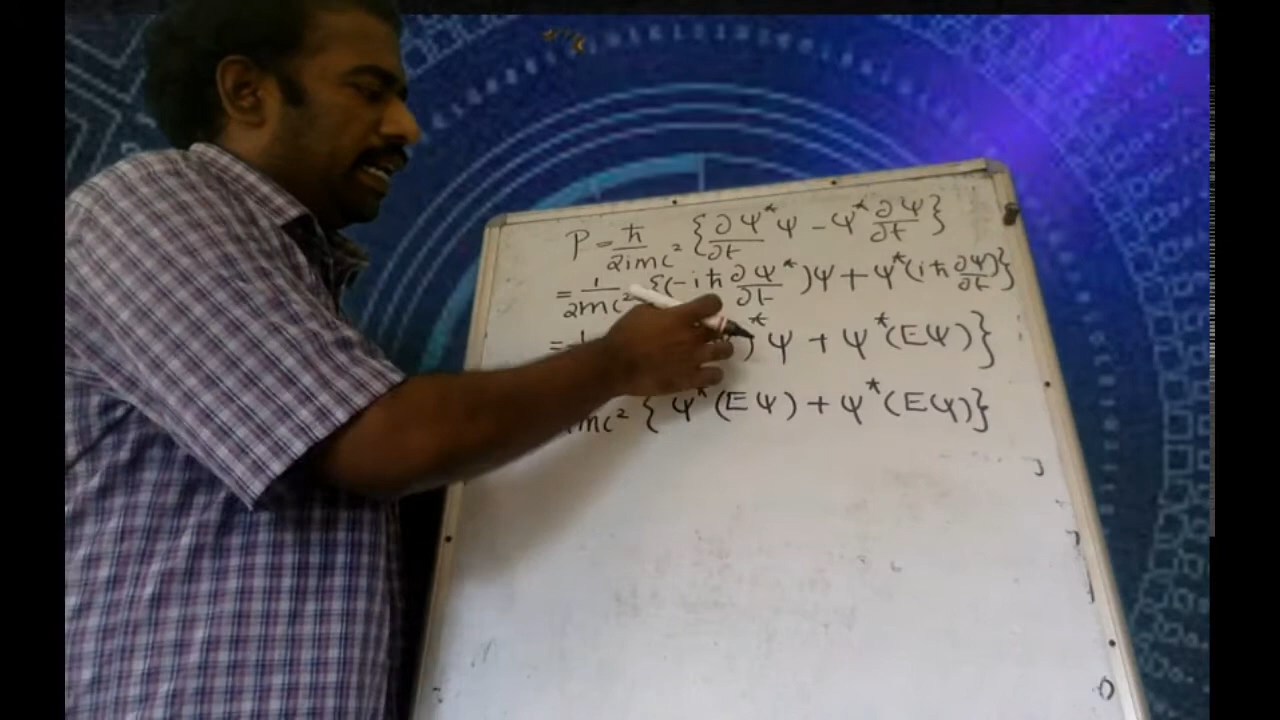 P = ħ/2imc² {∂ψ*/∂t ψ − ψ* ∂ψ/∂t}
= 1/2mc² {(−iħ ∂ψ*/∂t)ψ + ψ*(iħ ∂ψ/∂t)}
= )*ψ + ψ*(Eψ)}
mc² {ψ*(Eψ) + ψ*(Eψ)}